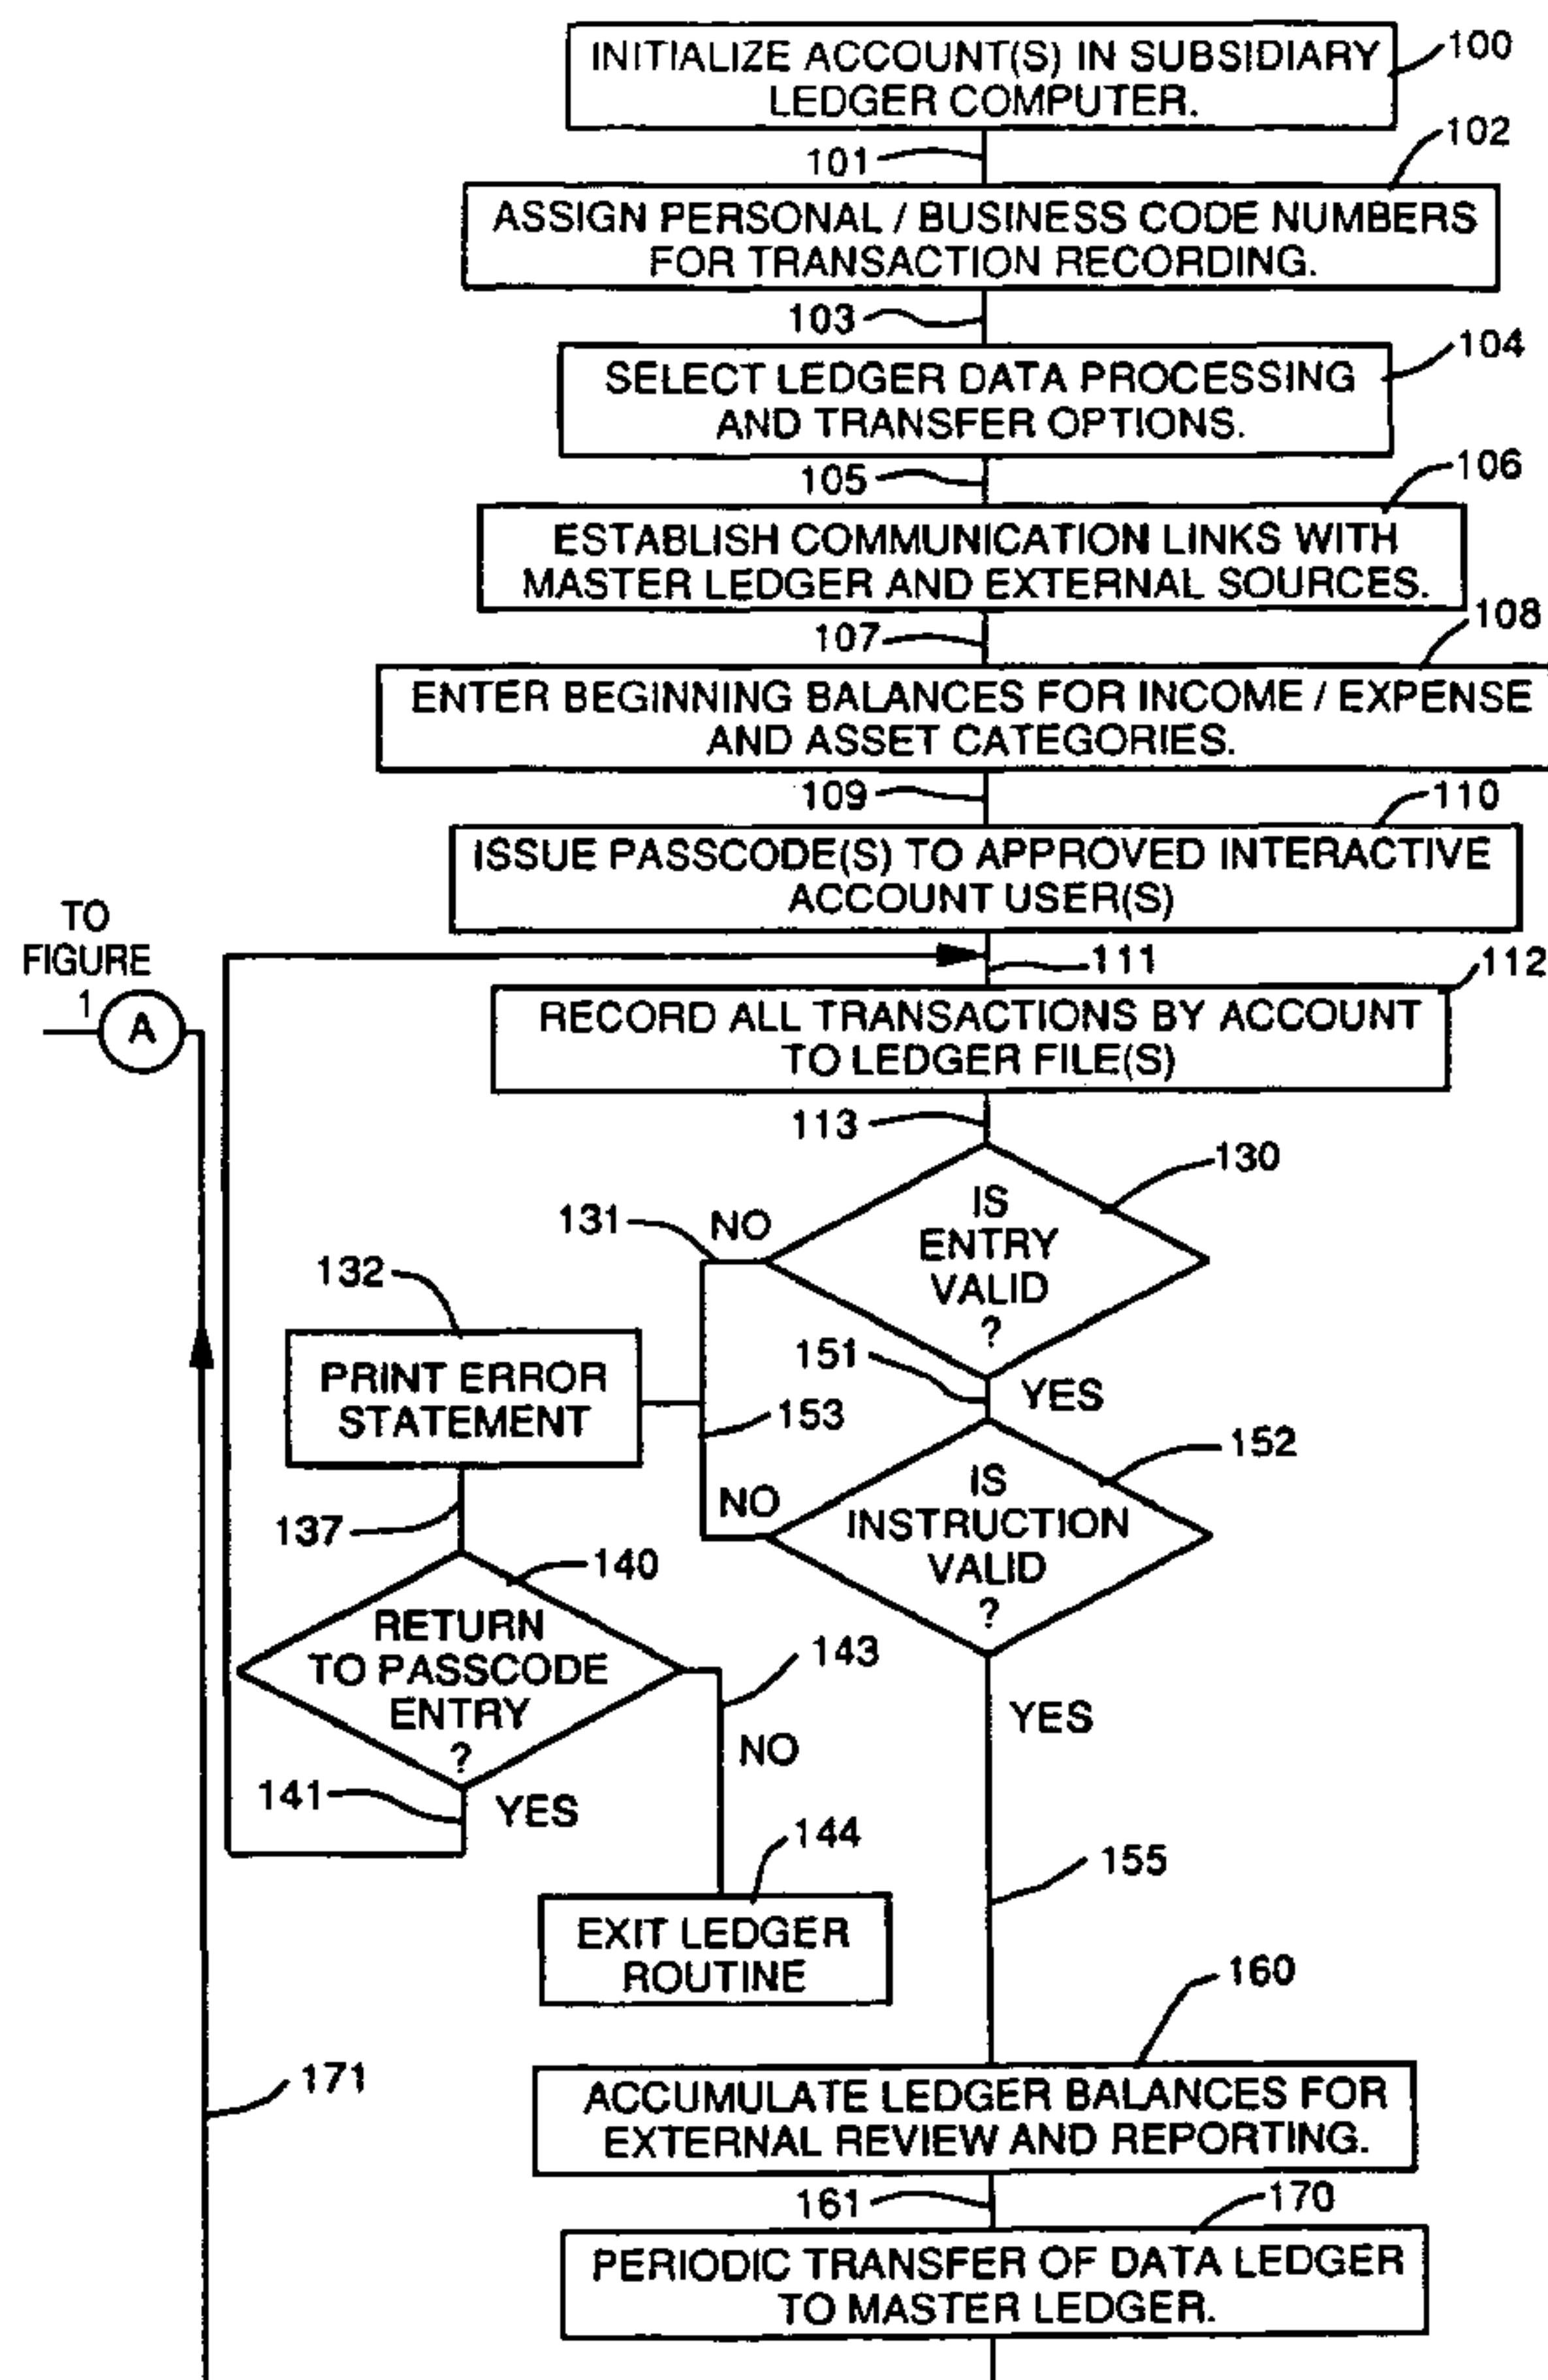 INITIALIZE ACCOUNT(S) IN SUBSIDIARY
LEDGER COMPUTER.
100
101
102
ASSIGN PERSONAL / BUSINESS CODE NUMBERS
FOR TRANSACTION RECORDING.
103
104
SELECT LEDGER DATA PROCESSING
AND TRANSFER OPTIONS.
105
106
ESTABLISH COMMUNICATION LINKS WITH
MASTER LEDGER AND EXTERNAL SOURCES.
107
108
ENTER BEGINNING BALANCES FOR INCOME / EXPENSE
AND ASSET CATEGORIES.
109
110
ISSUE PASSCODE(S) TO APPROVED INTERACTIVE
ACCOUNT USER(S)
TO
FIGURE
1
A
111
112
RECORD ALL TRANSACTIONS BY ACCOUNT
TO LEDGER FILE(S)
113
130
IS
ENTRY
VALID
?
131
NO
132
PRINT ERROR
STATEMENT
151
YES
153
152
IS
INSTRUCTION
VALID
?
NO
137
140
RETURN
TO PASSCODE
ENTRY
?
143
NO
YES
141
YES
144
EXIT LEDGER
ROUTINE
155
160
ACCUMULATE LEDGER BALANCES FOR
EXTERNAL REVIEW AND REPORTING.
171
161
170
PERIODIC TRANSFER OF DATA LEDGER
TO MASTER LEDGER.